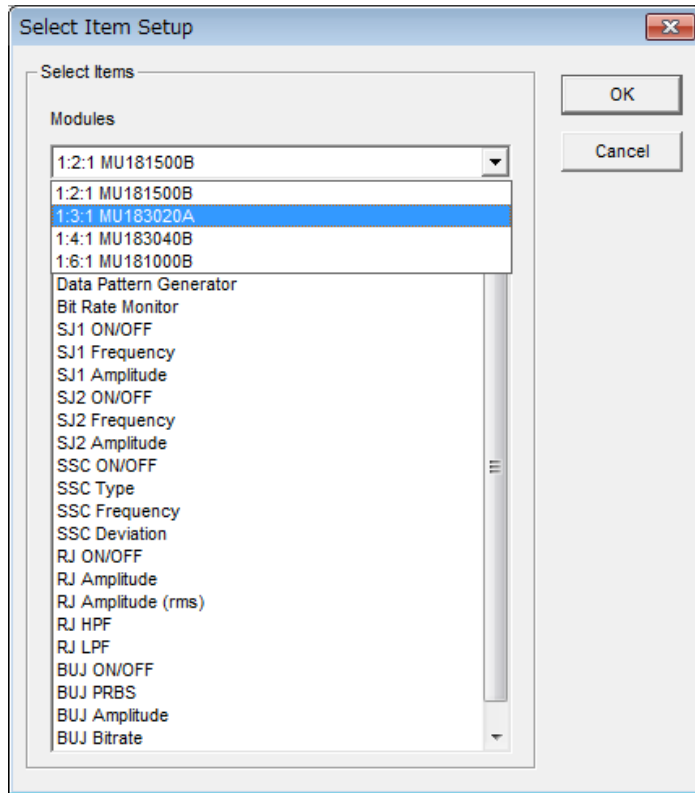 Select Item Setup
Select Items
OK
Modules
Cancel
1:2:1 MU181500B
1:2:1 MU181500B
1:3:1 MU183020A
1:4:1 MU183040B
1:6:1 MU181000B
Data Pattern Generator
Bit Rate Monitor
SJ1 ON/OFF
SJ1 Frequency
SJ1 Amplitude
SJ2 ON/OFF
SJ2 Frequency
SJ2 Amplitude
SSC ON/OFF
SSC Type
SSC Frequency
SSC Deviation
RJ ON/OFF
RJ Amplitude
RJ Amplitude (rms)
RJ HPF
RJ LPF
BUJ ON/OFF
BUJ PRBS
BUJ Amplitude
BUJ Bitrate